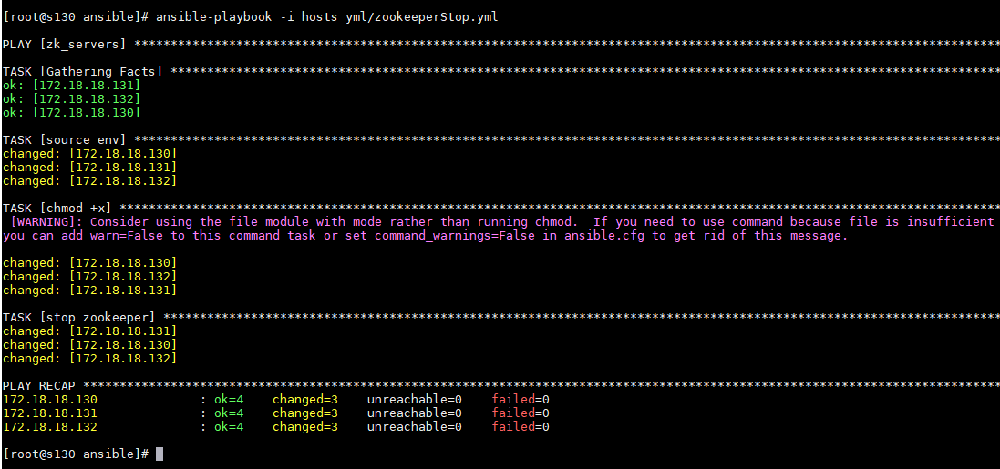 [root@s130 ansible]# ansible-playbook -i hosts yml/zookeeperStop.yml
PLAY [zk_servers] ***********************************************************************************************************************
TASK [Gathering Facts] ******************************************************************************************************************
ok: [172.18.18.131]
ok: [172.18.18.132]
ok: [172.18.18.130]
TASK [source env] ***********************************************************************************************************************
changed: [172.18.18.130]
changed: [172.18.18.131]
changed: [172.18.18.132]
TASK [chmod +x] *************************************************************************************************************************
[WARNING]: Consider using the file module with mode rather than running chmod.  If you need to use command because file is insufficient
you can add warn=False to this command task or set command_warnings=False in ansible.cfg to get rid of this message.
changed: [172.18.18.130]
changed: [172.18.18.132]
changed: [172.18.18.131]
TASK [stop zookeeper] *******************************************************************************************************************
changed: [172.18.18.131]
changed: [172.18.18.130]
changed: [172.18.18.132]
PLAY RECAP ******************************************************************************************************************************
172.18.18.130              : ok=4    changed=3    unreachable=0    failed=0
172.18.18.131              : ok=4    changed=3    unreachable=0    failed=0
172.18.18.132              : ok=4    changed=3    unreachable=0    failed=0
[root@s130 ansible]#